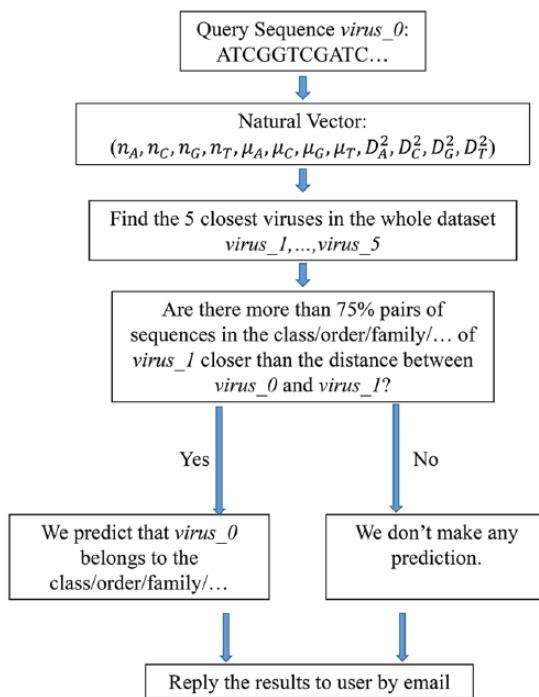 Query Sequence virus_0:
ATCGGTCGATC…
Natural Vector:
(n_A, n_C, n_G, n_T, μ_A, μ_C, μ_G, μ_T, D_A^2, D_C^2, D_G^2, D_T^2)
Find the 5 closest viruses in the whole dataset
virus_1,…,virus_5
Are there more than 75% pairs of
sequences in the class/order/family/… of
virus_1 closer than the distance between
virus_0 and virus_1?
Yes
No
We predict that virus_0
belongs to the
class/order/family/…
We don’t make any
prediction.
Reply the results to user by email